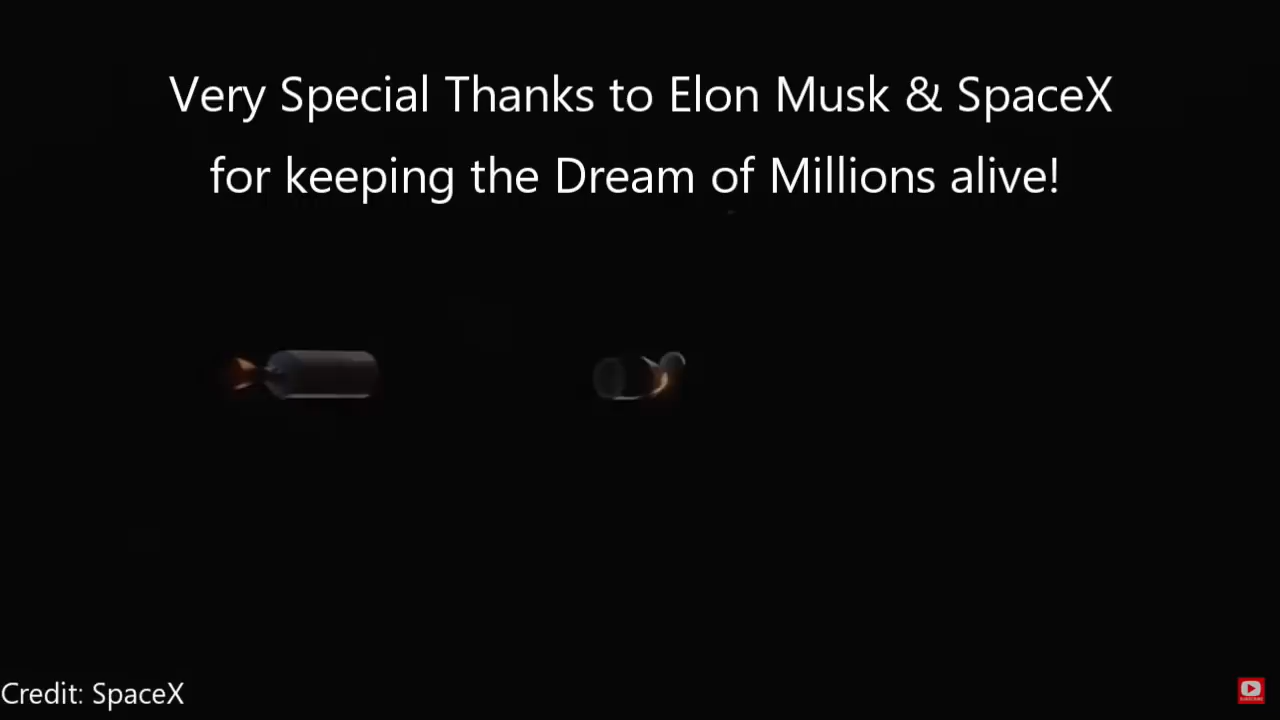 Very Special Thanks to Elon Musk & SpaceX
for keeping the Dream of Millions alive!
Credit: SpaceX